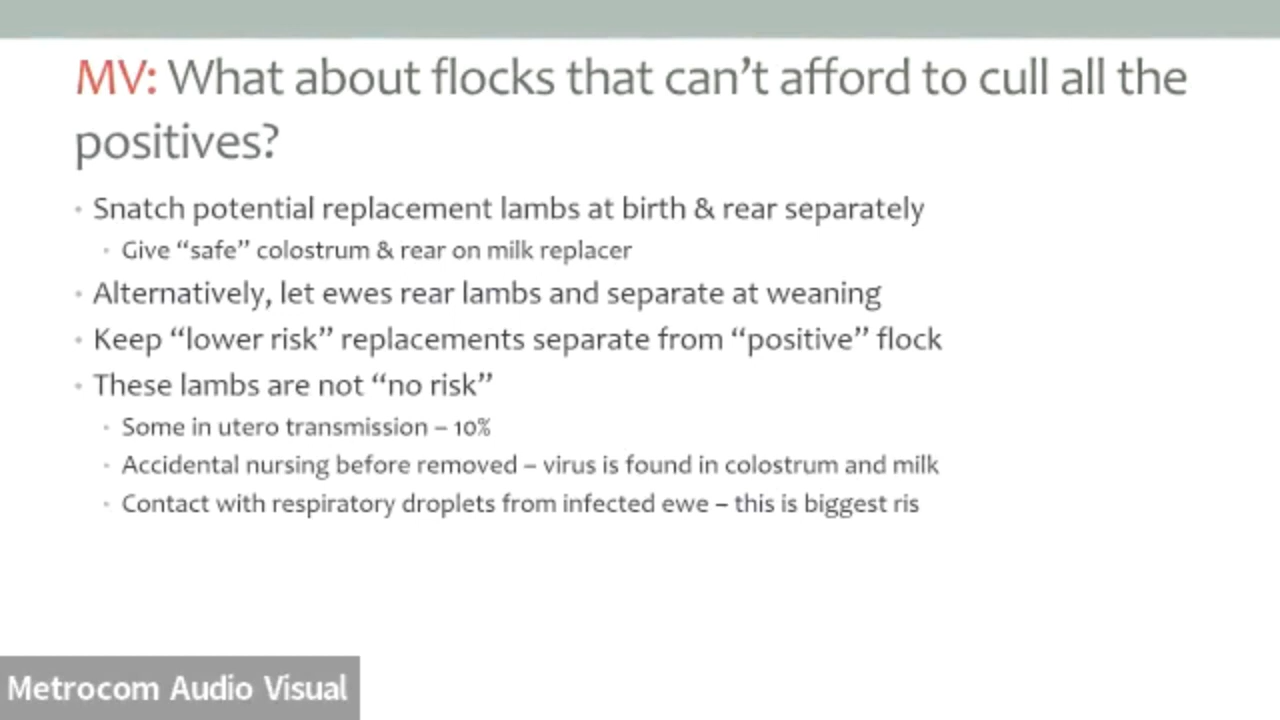 MV: What about flocks that can’t afford to cull all the
positives?
• Snatch potential replacement lambs at birth & rear separately
• Give “safe” colostrum & rear on milk replacer
• Alternatively, let ewes rear lambs and separate at weaning
• Keep “lower risk” replacements separate from “positive” flock
• These lambs are not “no risk”
• Some in utero transmission – 10%
• Accidental nursing before removed – virus is found in colostrum and milk
• Contact with respiratory droplets from infected ewe – this is biggest ris
Metrocom Audio Visual